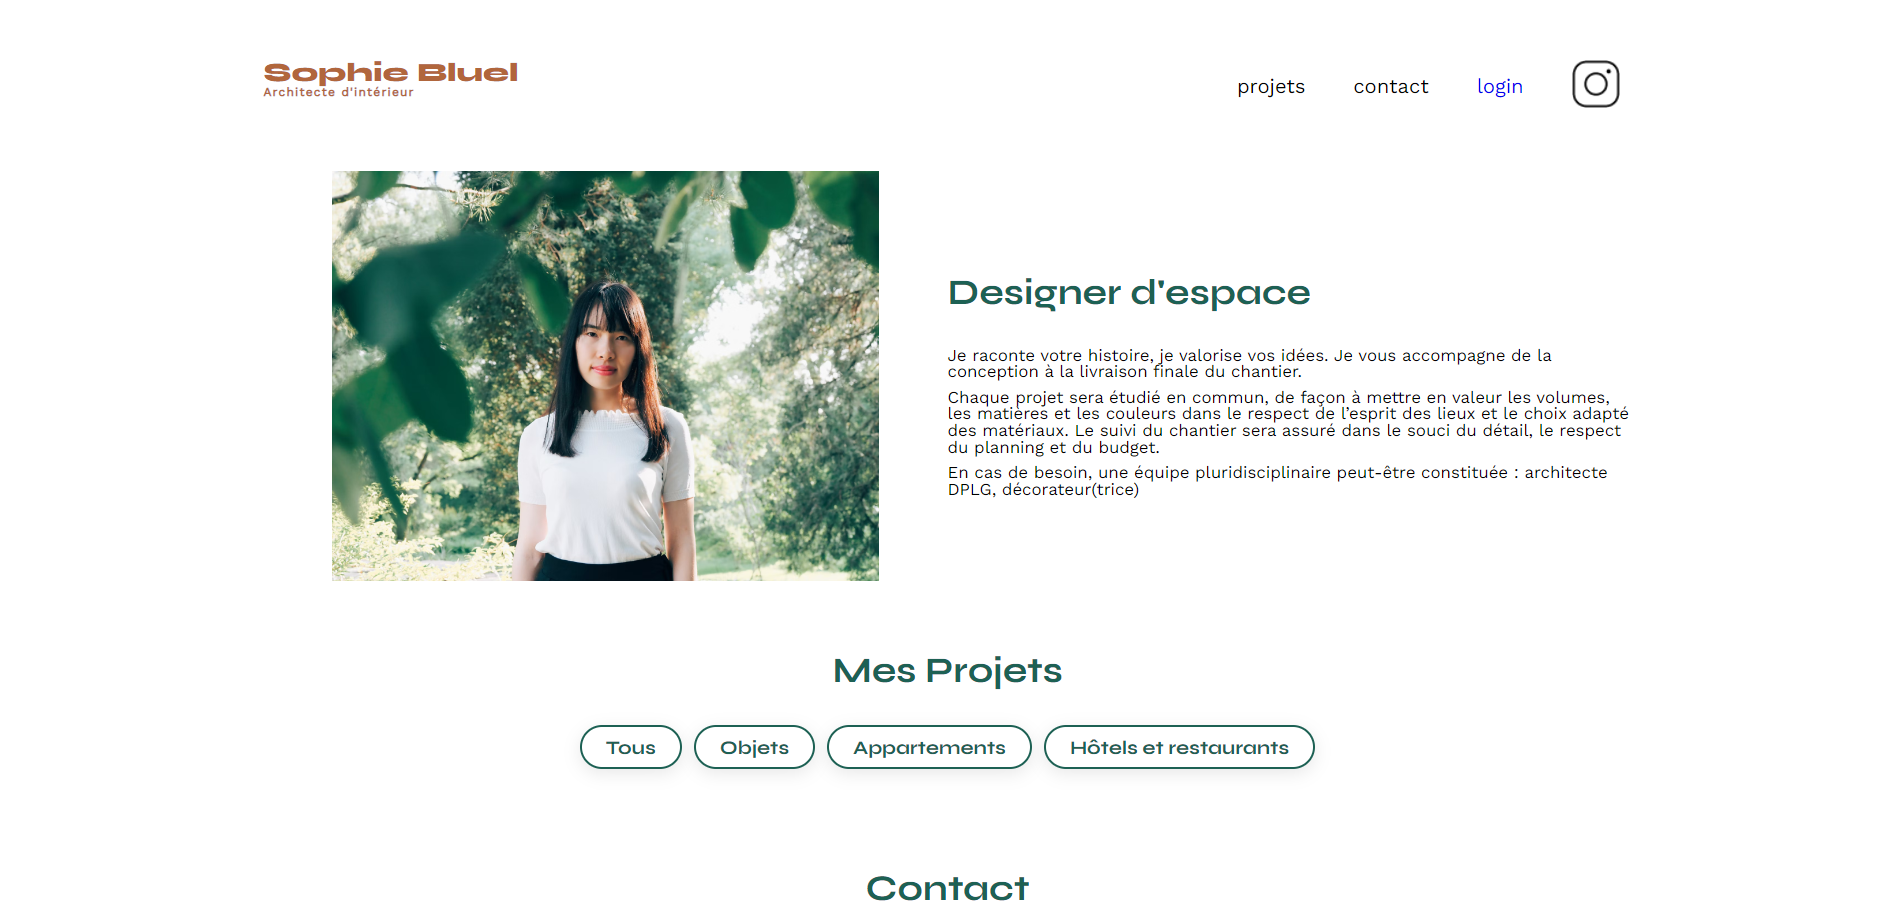 Sophie Bluel
Architecte d'intérieur
projets
contact
login
Designer d'espace
Je raconte votre histoire, je valorise vos idées. Je vous accompagne de la
conception à la livraison finale du chantier.
Chaque projet sera étudié en commun, de façon à mettre en valeur les volumes,
les matières et les couleurs dans le respect de l’esprit des lieux et le choix adapté
des matériaux. Le suivi du chantier sera assuré dans le souci du détail, le respect
du planning et du budget.
En cas de besoin, une équipe pluridisciplinaire peut-être constituée : architecte
DPLG, décorateur(trice)
Mes Projets
Tous
Objets
Appartements
Hôtels et restaurants
Contact